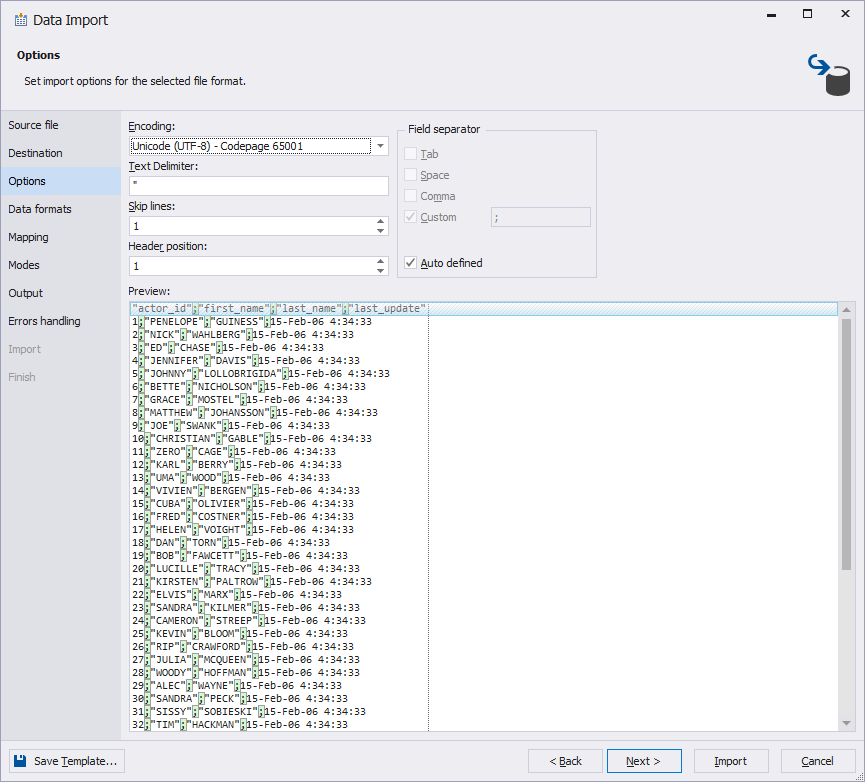 Data Import
Options
Set import options for the selected file format.
Source file
Destination
Options
Data formats
Mapping
Modes
Output
Errors handling
Import
Finish
Encoding:
Unicode (UTF-8) - Codepage 65001
Text Delimiter:
"
Skip lines:
1
Header position:
1
Field separator
Tab
Space
Comma
Custom
;
Auto defined
Preview:
"actor_id";"first_name";"last_name";"last_update"
1;"PENELOPE";"GUINESS";15-Feb-06 4:34:33
2;"NICK";"WAHLBERG";15-Feb-06 4:34:33
3;"ED";"CHASE";15-Feb-06 4:34:33
4;"JENNIFER";"DAVIS";15-Feb-06 4:34:33
5;"JOHNNY";"LOLLOBRIGIDA";15-Feb-06 4:34:33
6;"BETTE";"NICHOLSON";15-Feb-06 4:34:33
7;"GRACE";"MOSTEL";15-Feb-06 4:34:33
8;"MATTHEW";"JOHANSSON";15-Feb-06 4:34:33
9;"JOE";"SWANK";15-Feb-06 4:34:33
10;"CHRISTIAN";"GABLE";15-Feb-06 4:34:33
11;"ZERO";"CAGE";15-Feb-06 4:34:33
12;"KARL";"BERRY";15-Feb-06 4:34:33
13;"UMA";"WOOD";15-Feb-06 4:34:33
14;"VIVIEN";"BERGEN";15-Feb-06 4:34:33
15;"CUBA";"OLIVIER";15-Feb-06 4:34:33
16;"FRED";"COSTNER";15-Feb-06 4:34:33
17;"HELEN";"VOIGHT";15-Feb-06 4:34:33
18;"DAN";"TORN";15-Feb-06 4:34:33
19;"BOB";"FAWCETT";15-Feb-06 4:34:33
20;"LUCILLE";"TRACY";15-Feb-06 4:34:33
21;"KIRSTEN";"PALTROW";15-Feb-06 4:34:33
22;"ELVIS";"MARX";15-Feb-06 4:34:33
23;"SANDRA";"KILMER";15-Feb-06 4:34:33
24;"CAMERON";"STREEP";15-Feb-06 4:34:33
25;"KEVIN";"BLOOM";15-Feb-06 4:34:33
26;"RIP";"CRAWFORD";15-Feb-06 4:34:33
27;"JULIA";"MCQUEEN";15-Feb-06 4:34:33
28;"WOODY";"HOFFMAN";15-Feb-06 4:34:33
29;"ALEC";"WAYNE";15-Feb-06 4:34:33
30;"SANDRA";"PECK";15-Feb-06 4:34:33
31;"SISSY";"SOBIESKI";15-Feb-06 4:34:33
32;"TIM";"HACKMAN";15-Feb-06 4:34:33
Save Template...
< Back
Next >
Import
Cancel